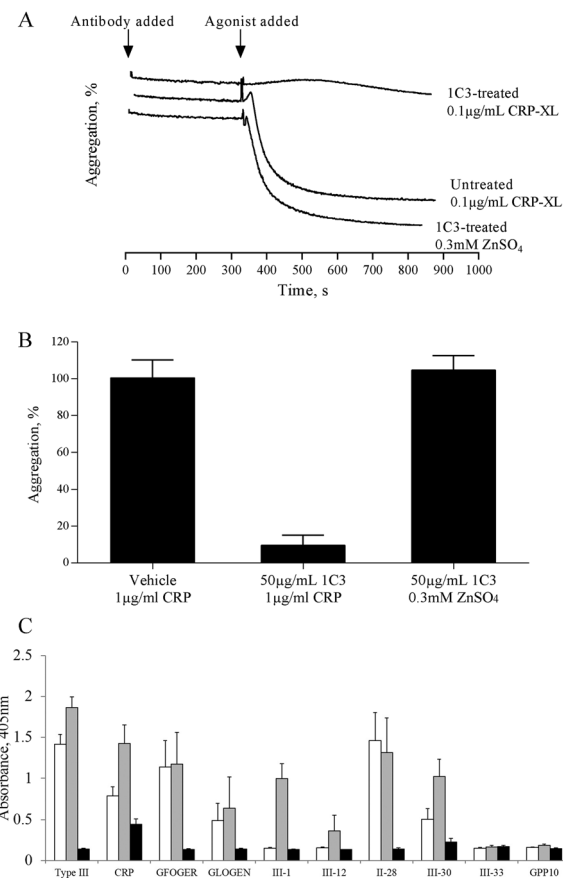 A
Antibody added
Agonist added
Aggregation, %
1C3-treated
0.1µg/mL CRP-XL
Untreated
0.1µg/mL CRP-XL
1C3-treated
0.3mM ZnSO₄
0 100 200 300 400 500 600 700 800 900 1000
Time, s
B
Aggregation, %
120
100
80
60
40
20
0
Vehicle
1µg/ml CRP
50µg/mL 1C3
1µg/ml CRP
50µg/mL 1C3
0.3mM ZnSO4
C
Absorbance, 405nm
2.5
2
1.5
1
0.5
0
Type III CRP GFOGER GLOGEN III-1 III-12 II-28 III-30 III-33 GPP10